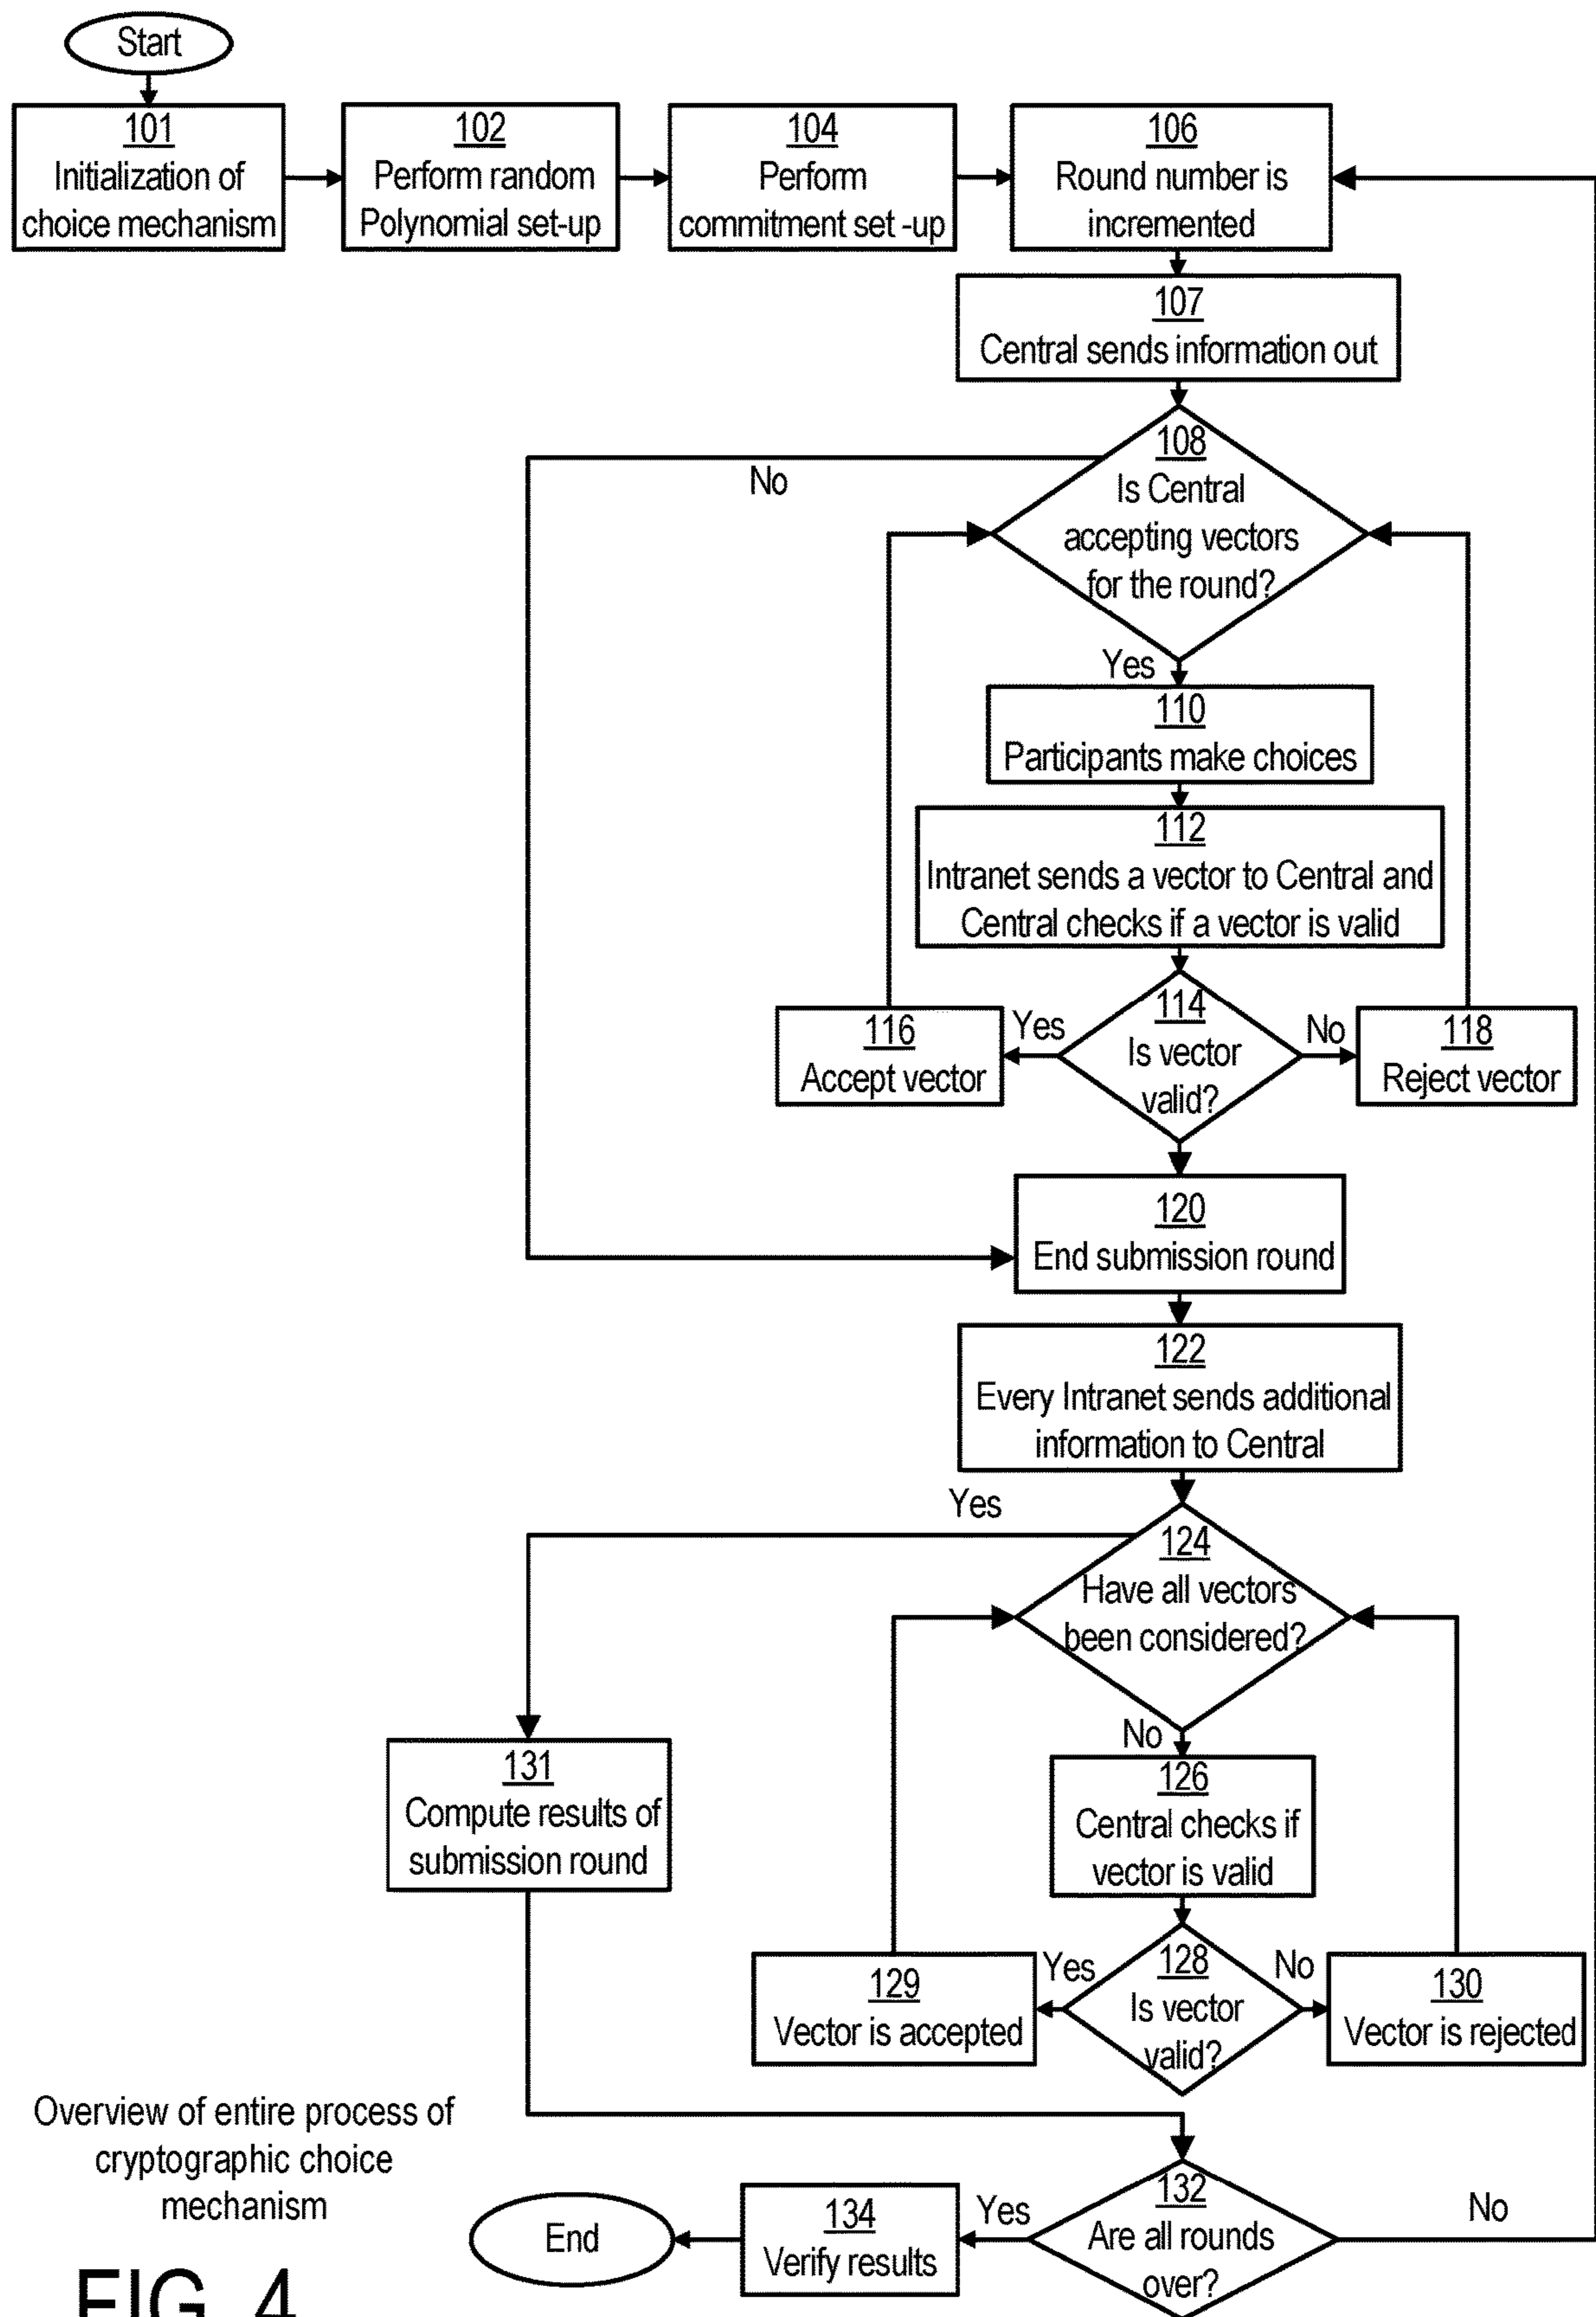 Start
101
Initialization of
choice mechanism
102
Perform random
Polynomial set-up
104
Perform
commitment set -up
106
Round number is
incremented
107
Central sends information out
108
Is Central
accepting vectors
for the round?
No
Yes
110
Participants make choices
112
Intranet sends a vector to Central and
Central checks if a vector is valid
114
Is vector
valid?
Yes
No
116
Accept vector
118
Reject vector
120
End submission round
122
Every Intranet sends additional
information to Central
Yes
124
Have all vectors
been considered?
No
126
Central checks if
vector is valid
131
Compute results of
submission round
128
Is vector
valid?
Yes
No
129
Vector is accepted
130
Vector is rejected
132
Are all rounds
over?
Yes
No
134
Verify results
End
Overview of entire process of
cryptographic choice
mechanism
FIG. 4